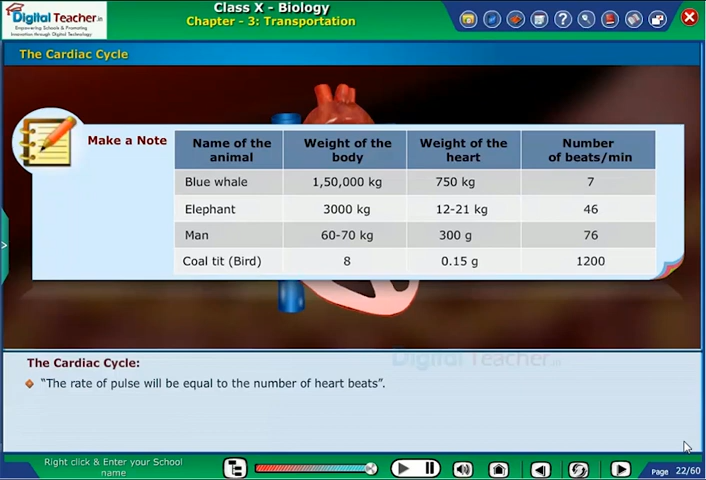 Digital Teacher.in
Empowering Schools & Promoting
Innovation through Digital Technology
Class X - Biology
Chapter - 3: Transportation
The Cardiac Cycle
Make a Note
Name of the animal Weight of the body Weight of the heart Number of beats/min
Blue whale 1,50,000 kg 750 kg 7
Elephant 3000 kg 12-21 kg 46
Man 60-70 kg 300 g 76
Coal tit (Bird) 8 0.15 g 1200
Digital Teacher.in
The Cardiac Cycle:
“The rate of pulse will be equal to the number of heart beats”.
Right click & Enter your School
name
Page 22/60